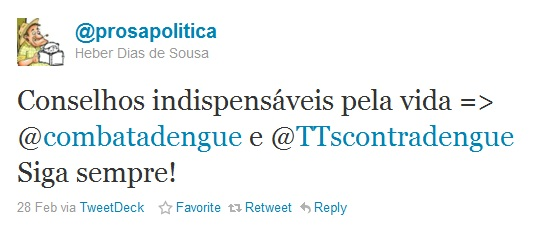 @prosapolitica
Heber Dias de Sousa
Conselhos indispensáveis pela vida =>
@combatadengue e @TTscontradengue
Siga sempre!
28 Feb via TweetDeck Favorite Retweet Reply